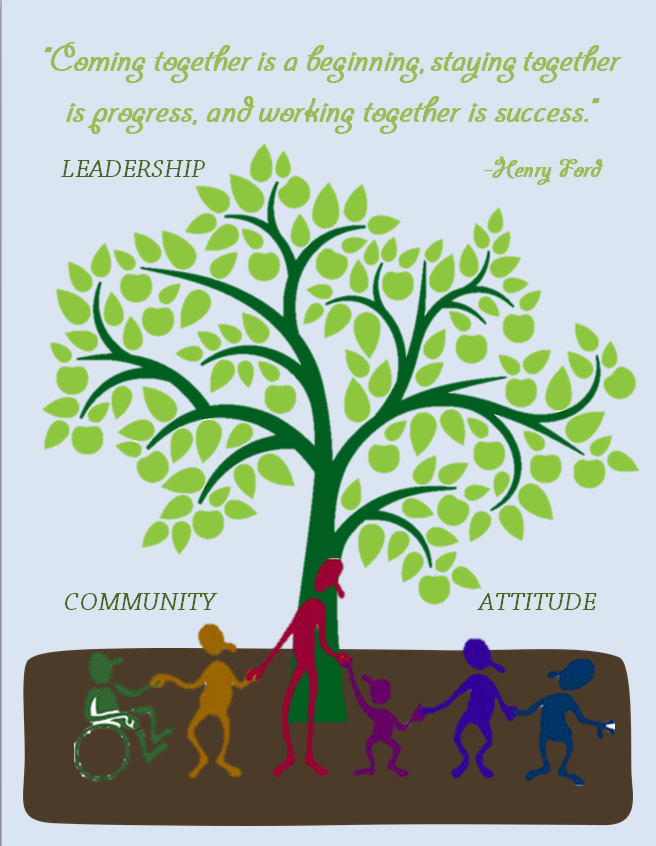 "Coming together is a beginning, staying together
is progress, and working together is success."
LEADERSHIP
-Henry Ford
COMMUNITY
ATTITUDE